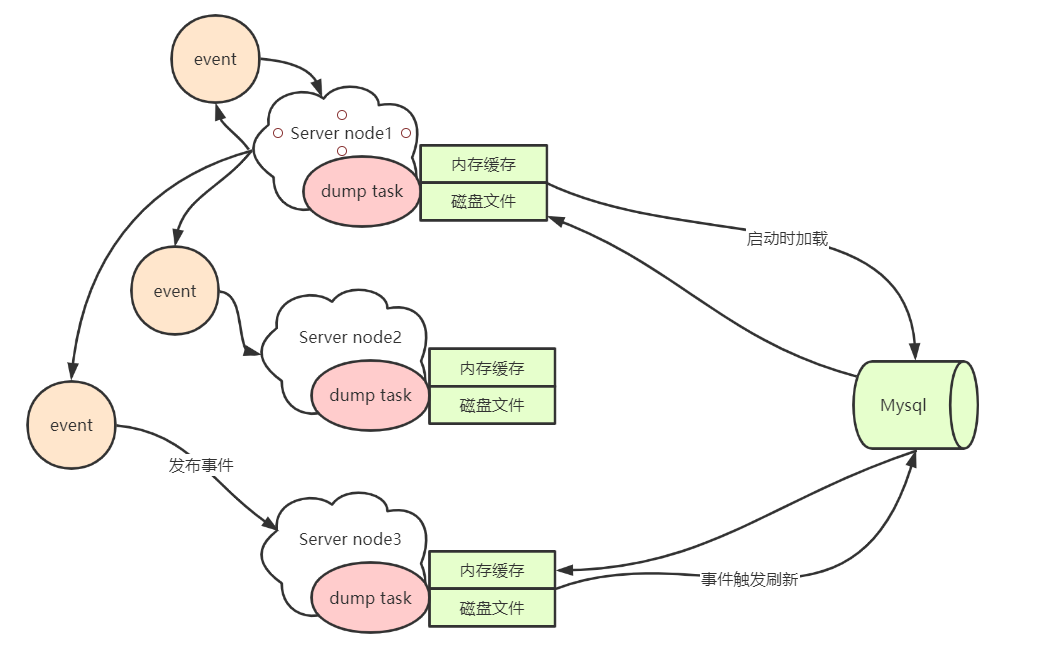 event
Server node1
内存缓存
dump task
磁盘文件
启动时加载
event
Server node2
内存缓存
dump task
磁盘文件
Mysql
event
发布事件
Server node3
内存缓存
事件触发刷新
dump task
磁盘文件